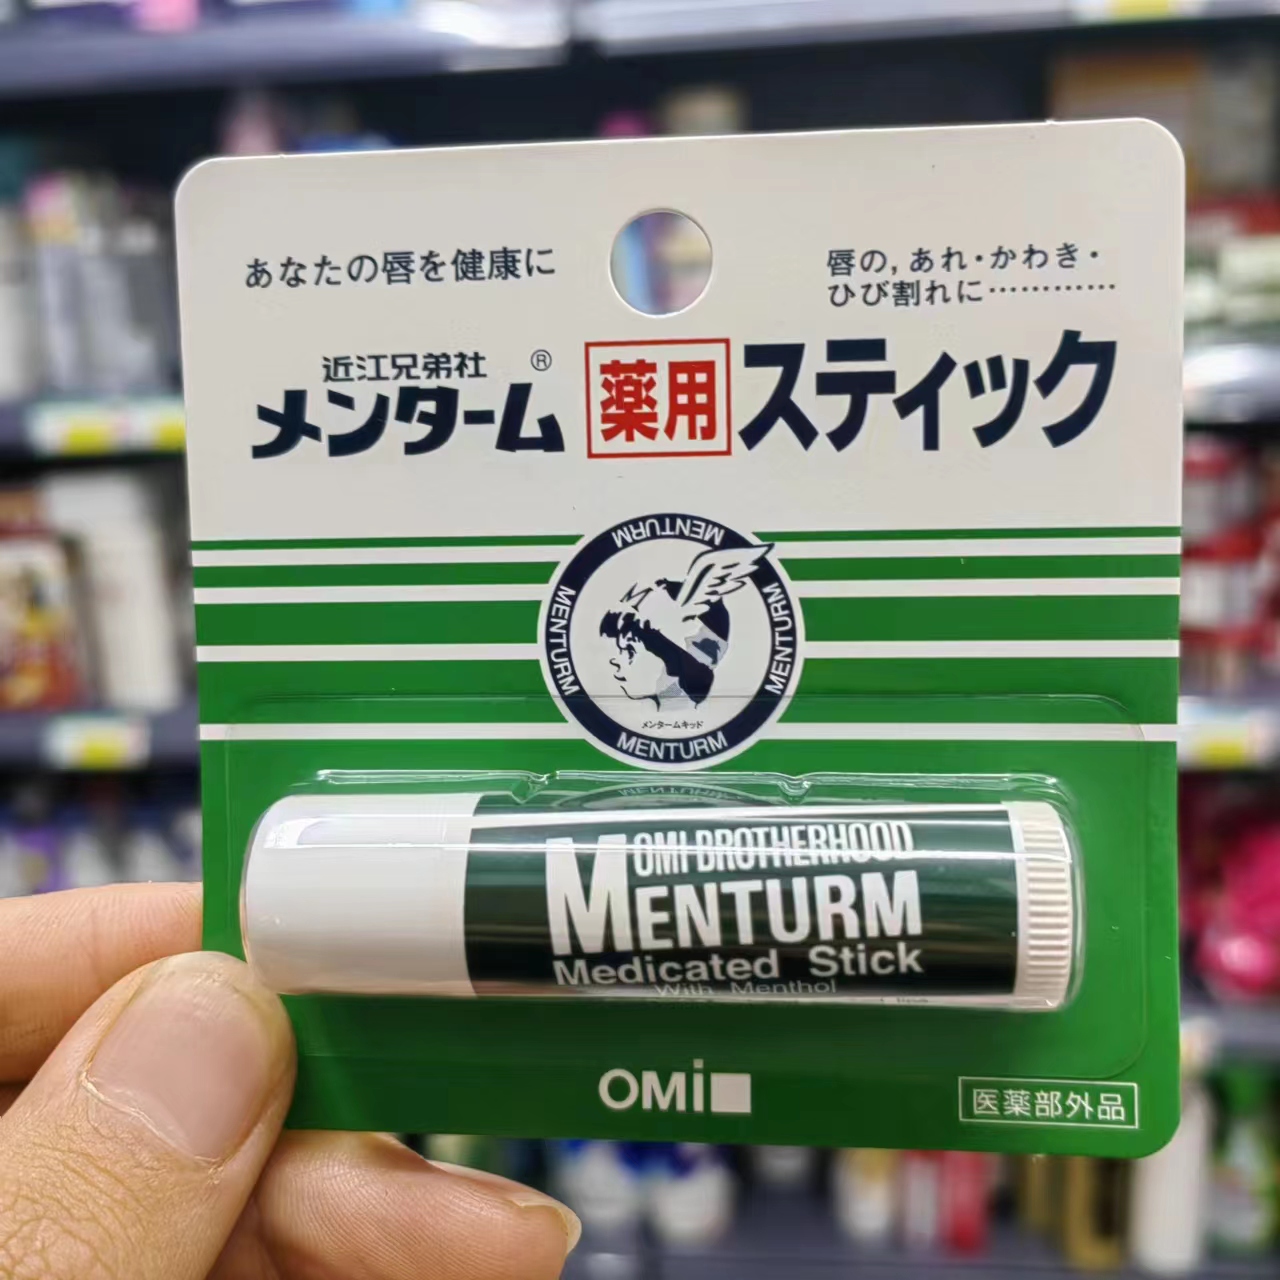 あなたの唇を健康に
唇の，あれ・かわき・
ひび割れに…………
近江兄弟社
メンターム® 薬用 スティック
MENTURM
MENTURM
MENTURM
メンタームキッド
MENTURM
OMI BROTHERHOOD
MENTURM
Medicated Stick
With Menthol
OMI
医薬部外品